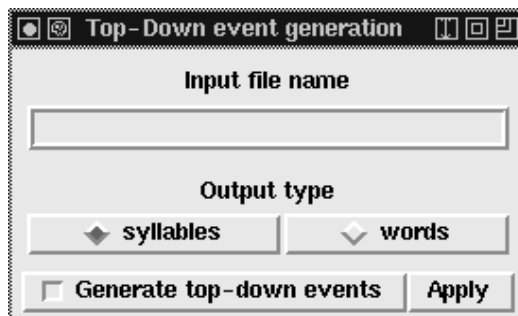 Top-Down event generation
Input file name
Output type
syllables words
Generate top-down events Apply